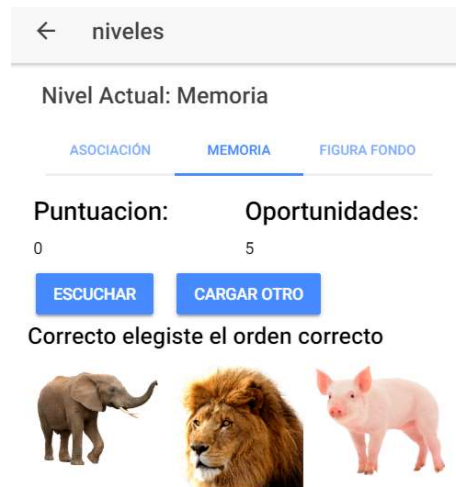 niveles
Nivel Actual: Memoria
ASOCIACIÓN MEMORIA FIGURA FONDO
Puntuacion: Oportunidades:
0 5
ESCUCHAR CARGAR OTRO
Correcto elegiste el orden correcto